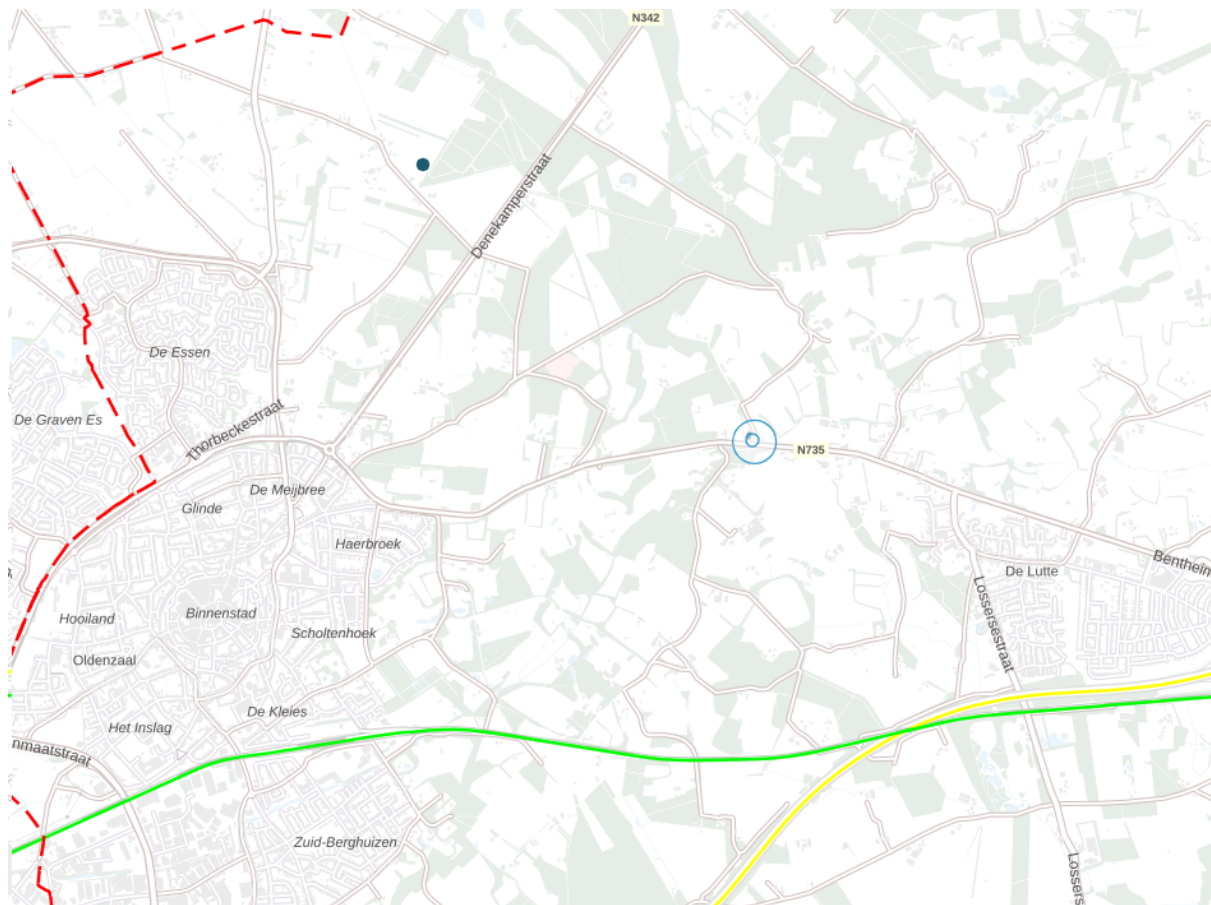 N342
Denekamperstraat
De Essen
De Graven Es
Thorbeckestraat
N735
De Meijbree
Glinde
Haerbroek
Bentheim
De Lutte
Hooiland
Binnenstad
Lossersestraat
Scholtenhoek
Oldenzaal
De Kleies
Het Inslag
nmaatstraat
Zuid-Berghuizen
Lossers